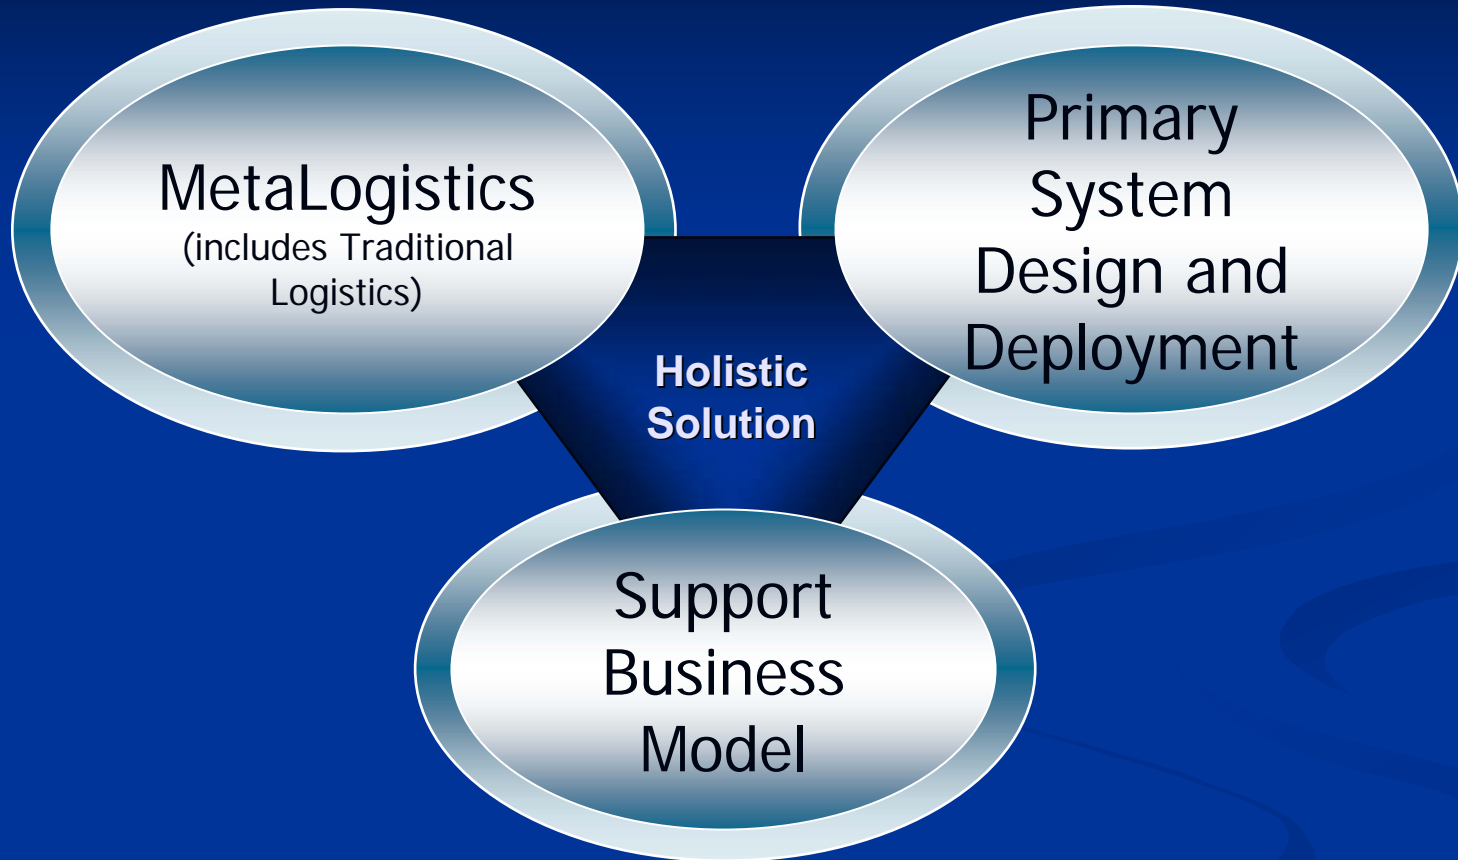 MetaLogistics
(includes Traditional
Logistics)
Primary
System
Design and
Deployment
Holistic
Solution
Support
Business
Model